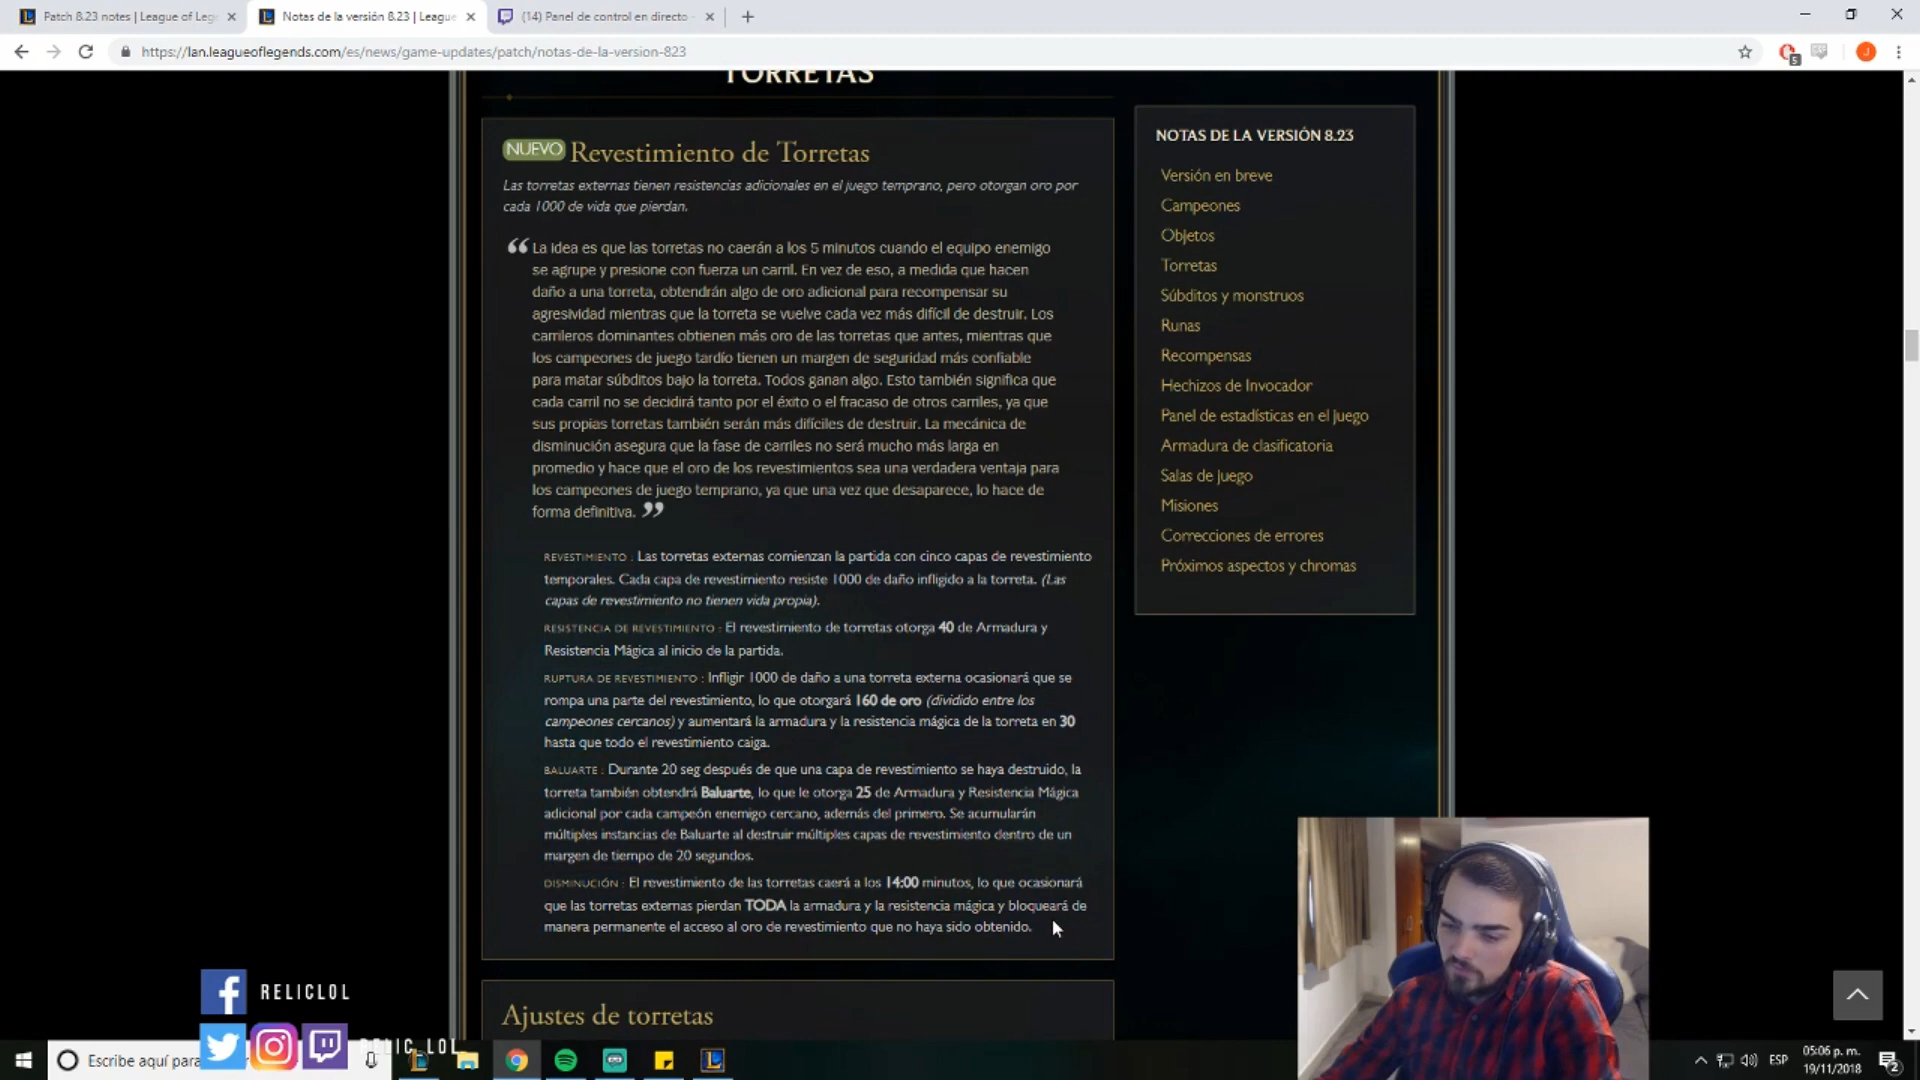 Patch 8.23 notes | League of Leg
Notas de la versión 8.23 | League
(14) Panel de control en directo
https://lan.leagueoflegends.com/es/news/game-updates/patch/notas-de-la-version-823
5
J
TORRETAS
NUEVO Revestimiento de Torretas
Las torretas externas tienen resistencias adicionales en el juego temprano, pero otorgan oro por
cada 1000 de vida que pierdan.
“ La idea es que las torretas no caerán a los 5 minutos cuando el equipo enemigo
se agrupe y presione con fuerza un carril. En vez de eso, a medida que hacen
daño a una torreta, obtendrán algo de oro adicional para recompensar su
agresividad mientras que la torreta se vuelve cada vez más difícil de destruir. Los
carrileros dominantes obtienen más oro de las torretas que antes, mientras que
los campeones de juego tardío tienen un margen de seguridad más confiable
para matar súbditos bajo la torreta. Todos ganan algo. Esto también significa que
cada carril no se decidirá tanto por el éxito o el fracaso de otros carriles, ya que
sus propias torretas también serán más difíciles de destruir. La mecánica de
disminución asegura que la fase de carriles no será mucho más larga en
promedio y hace que el oro de los revestimientos sea una verdadera ventaja para
los campeones de juego temprano, ya que una vez que desaparece, lo hace de
forma definitiva. ”
REVESTIMIENTO : Las torretas externas comienzan la partida con cinco capas de revestimiento
temporales. Cada capa de revestimiento resiste 1000 de daño infligido a la torreta. (Las
capas de revestimiento no tienen vida propia).
RESISTENCIA DE REVESTIMIENTO : El revestimiento de torretas otorga 40 de Armadura y
Resistencia Mágica al inicio de la partida.
RUPTURA DE REVESTIMIENTO : Infligir 1000 de daño a una torreta externa ocasionará que se
rompa una parte del revestimiento, lo que otorgará 160 de oro (dividido entre los
campeones cercanos) y aumentará la armadura y la resistencia mágica de la torreta en 30
hasta que todo el revestimiento caiga.
BALUARTE : Durante 20 seg después de que una capa de revestimiento se haya destruido, la
torreta también obtendrá Baluarte, lo que le otorga 25 de Armadura y Resistencia Mágica
adicional por cada campeón enemigo cercano, además del primero. Se acumularán
múltiples instancias de Baluarte al destruir múltiples capas de revestimiento dentro de un
margen de tiempo de 20 segundos.
DISMINUCIÓN : El revestimiento de las torretas caerá a los 14:00 minutos, lo que ocasionará
que las torretas externas pierdan TODA la armadura y la resistencia mágica y bloqueará de
manera permanente el acceso al oro de revestimiento que no haya sido obtenido.
Ajustes de torretas
NOTAS DE LA VERSIÓN 8.23
Versión en breve
Campeones
Objetos
Torretas
Súbditos y monstruos
Runas
Recompensas
Hechizos de Invocador
Panel de estadísticas en el juego
Armadura de clasificatoria
Salas de juego
Misiones
Correcciones de errores
Próximos aspectos y chromas
RELICLOL
RELIC_LOL
Escribe aquí para
ESP
05:06 p. m.
19/11/2018
2